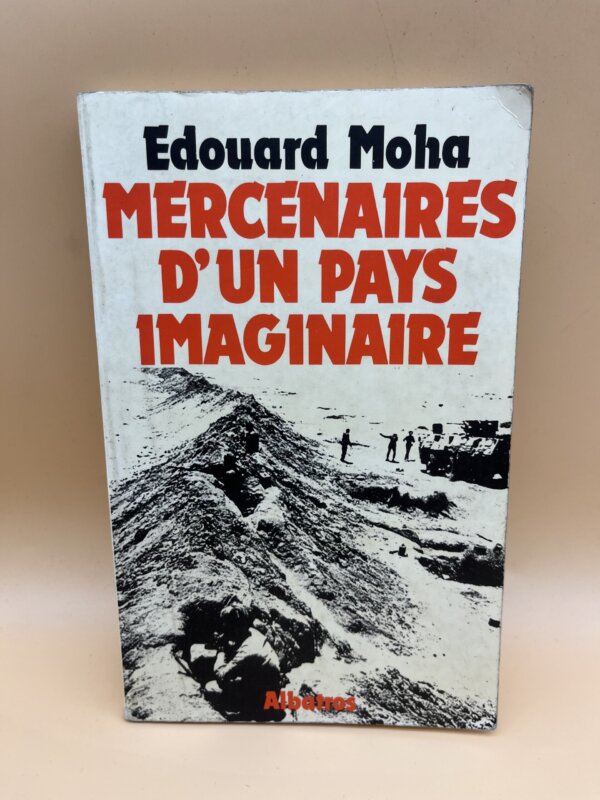 Edouard Moha
MERCENAIRES
D'UN PAYS
IMAGINAIRE
Albatros